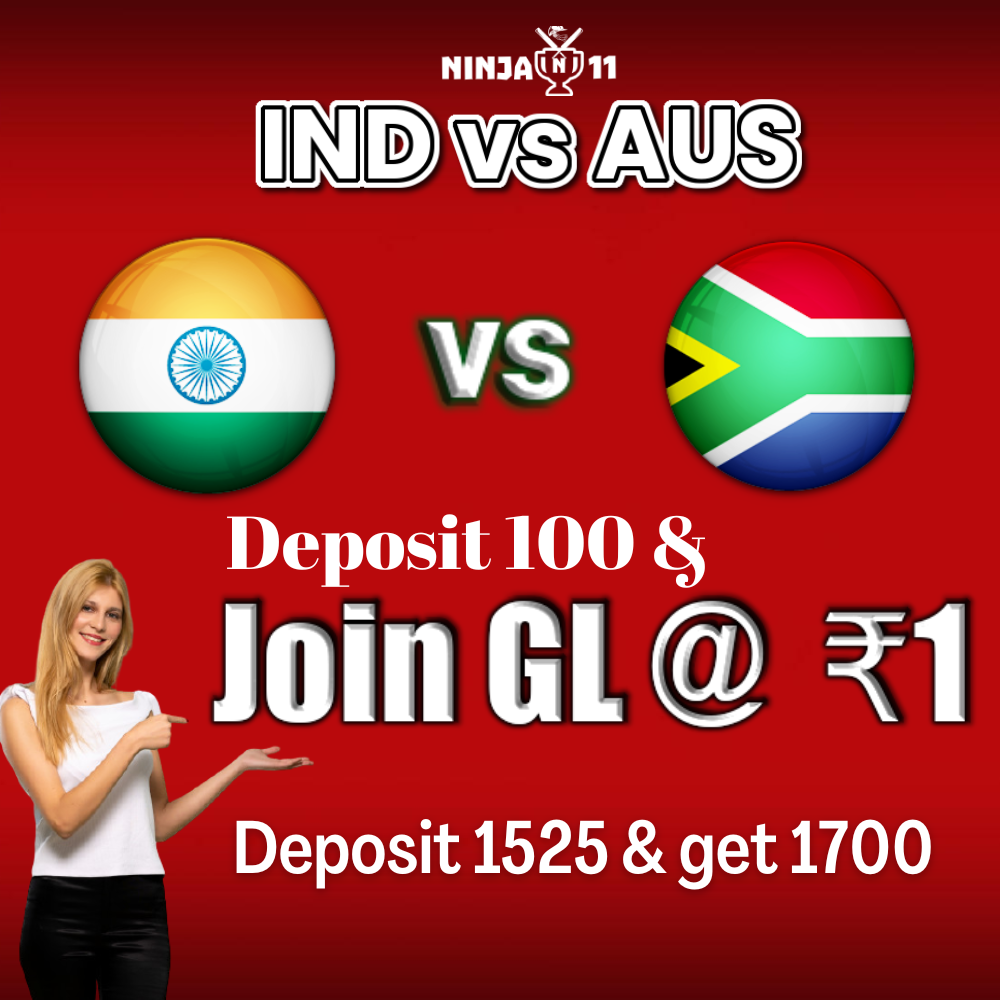 NINJA N 11
IND vs AUS
VS
Deposit 100 &
Join GL @ ₹1
Deposit 1525 & get 1700